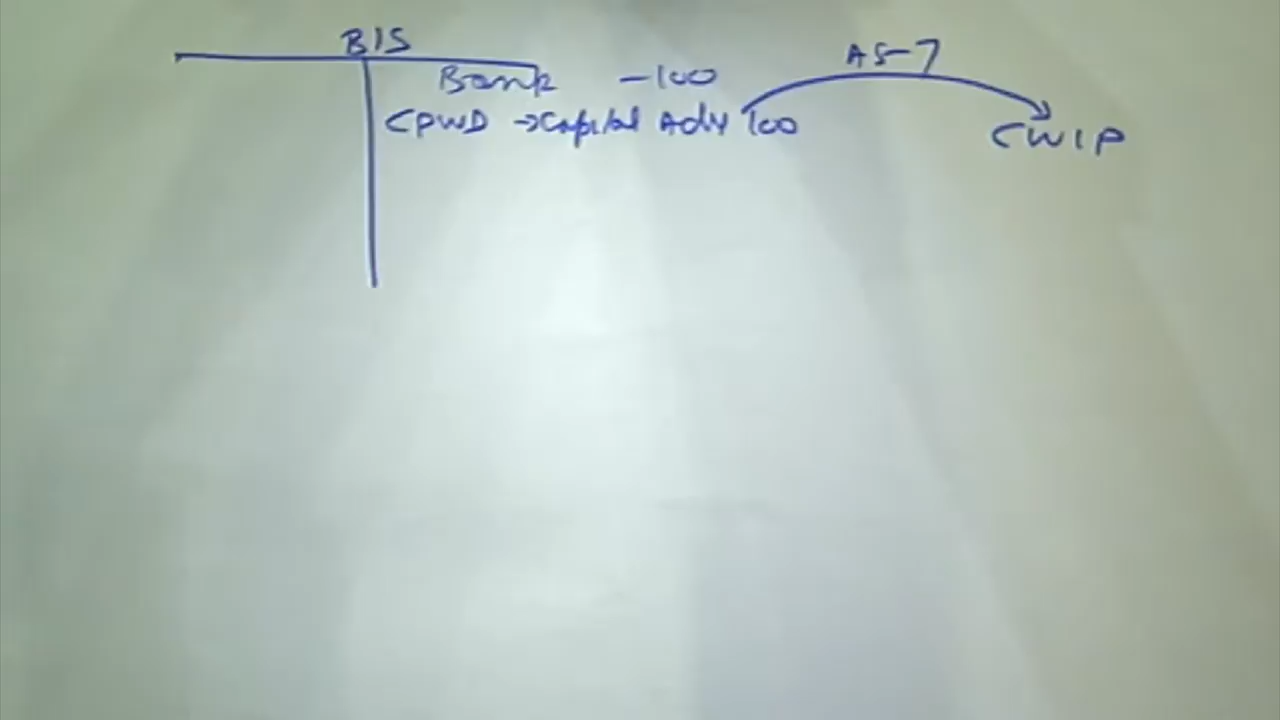 B/S
Bank -100
CPWD → Capital Adv 100
AS-7
CWIP